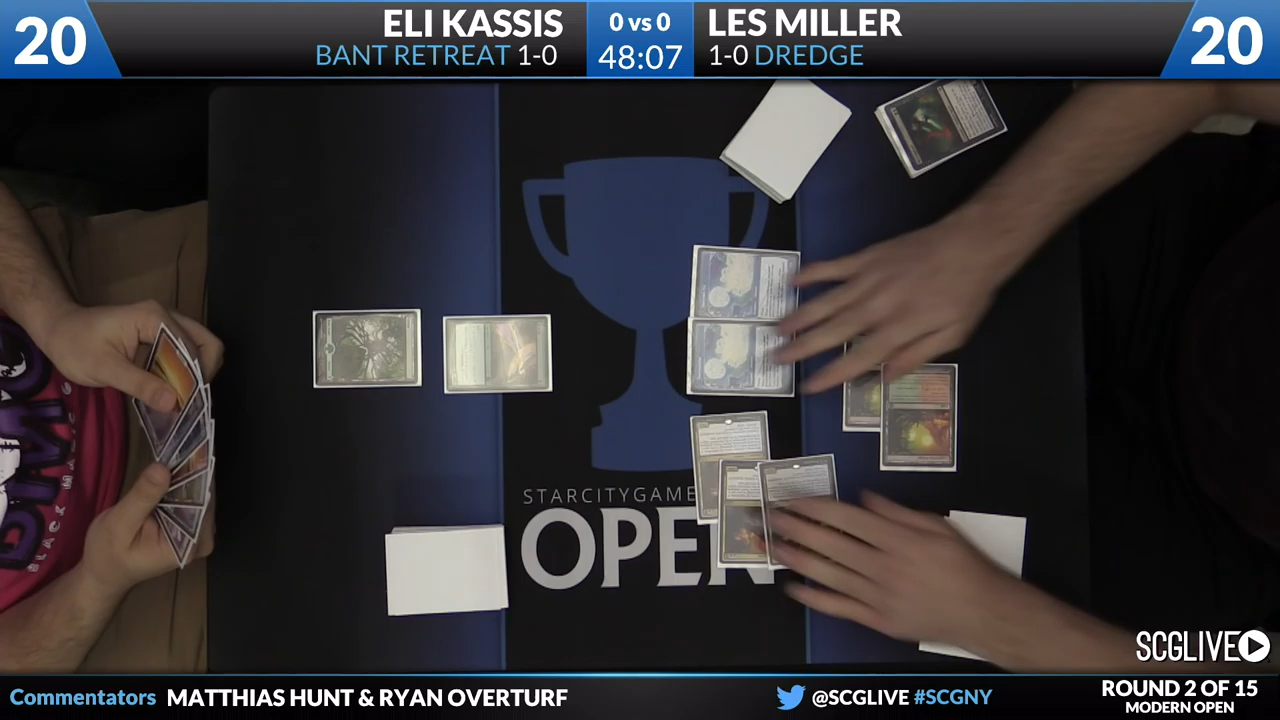 20
ELI KASSIS
BANT RETREAT 1-0
0 vs 0
48:07
LES MILLER
1-0 DREDGE
20
STARCITYGAME
OPEN
SCGLIVE
Commentators MATTHIAS HUNT & RYAN OVERTURF
@SCGLIVE #SCGNY
ROUND 2 OF 15
MODERN OPEN